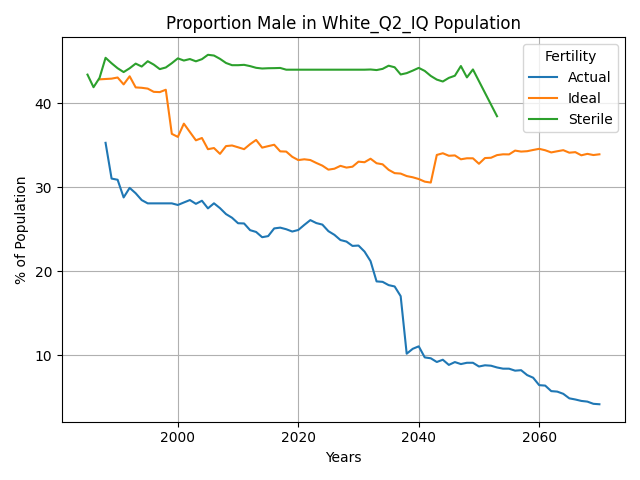 Proportion Male in White_Q2_IQ Population
Fertility
Actual
Ideal
Sterile
% of Population
40
30
20
10
2000
2020
2040
2060
Years